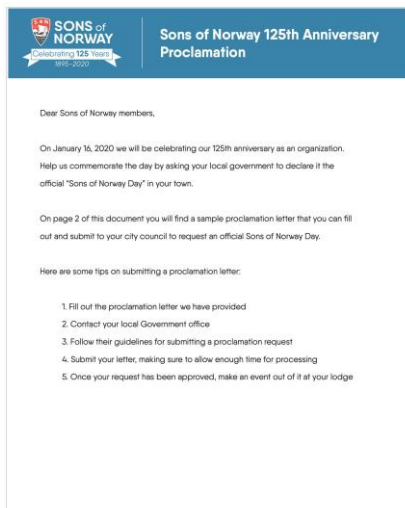 SON
SONS of
NORWAY
Celebrating 125 Years
1895-2020
Sons of Norway 125th Anniversary
Proclamation
Dear Sons of Norway members,
On January 16, 2020 we will be celebrating our 125th anniversary as an organization.
Help us commemorate the day by asking your local government to declare it the
official "Sons of Norway Day" in your town.
On page 2 of this document you will find a sample proclamation letter that you can fill
out and submit to your city council to request an official Sons of Norway Day.
Here are some tips on submitting a proclamation letter:
1. Fill out the proclamation letter we have provided
2. Contact your local Government office
3. Follow their guidelines for submitting a proclamation request
4. Submit your letter, making sure to allow enough time for processing
5. Once your request has been approved, make an event out of it at your lodge